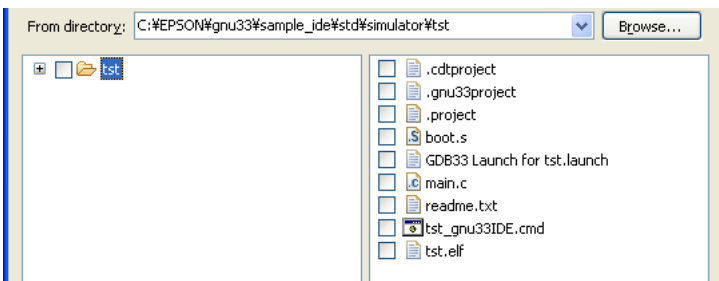 From directory: C:¥EPSON¥gnu33¥sample_ide¥std¥simulator¥tst Browse...
tst
.cdtproject
.gnu33project
.project
boot.s
GDB33 Launch for tst.launch
main.c
readme.txt
tst_gnu33IDE.cmd
tst.elf